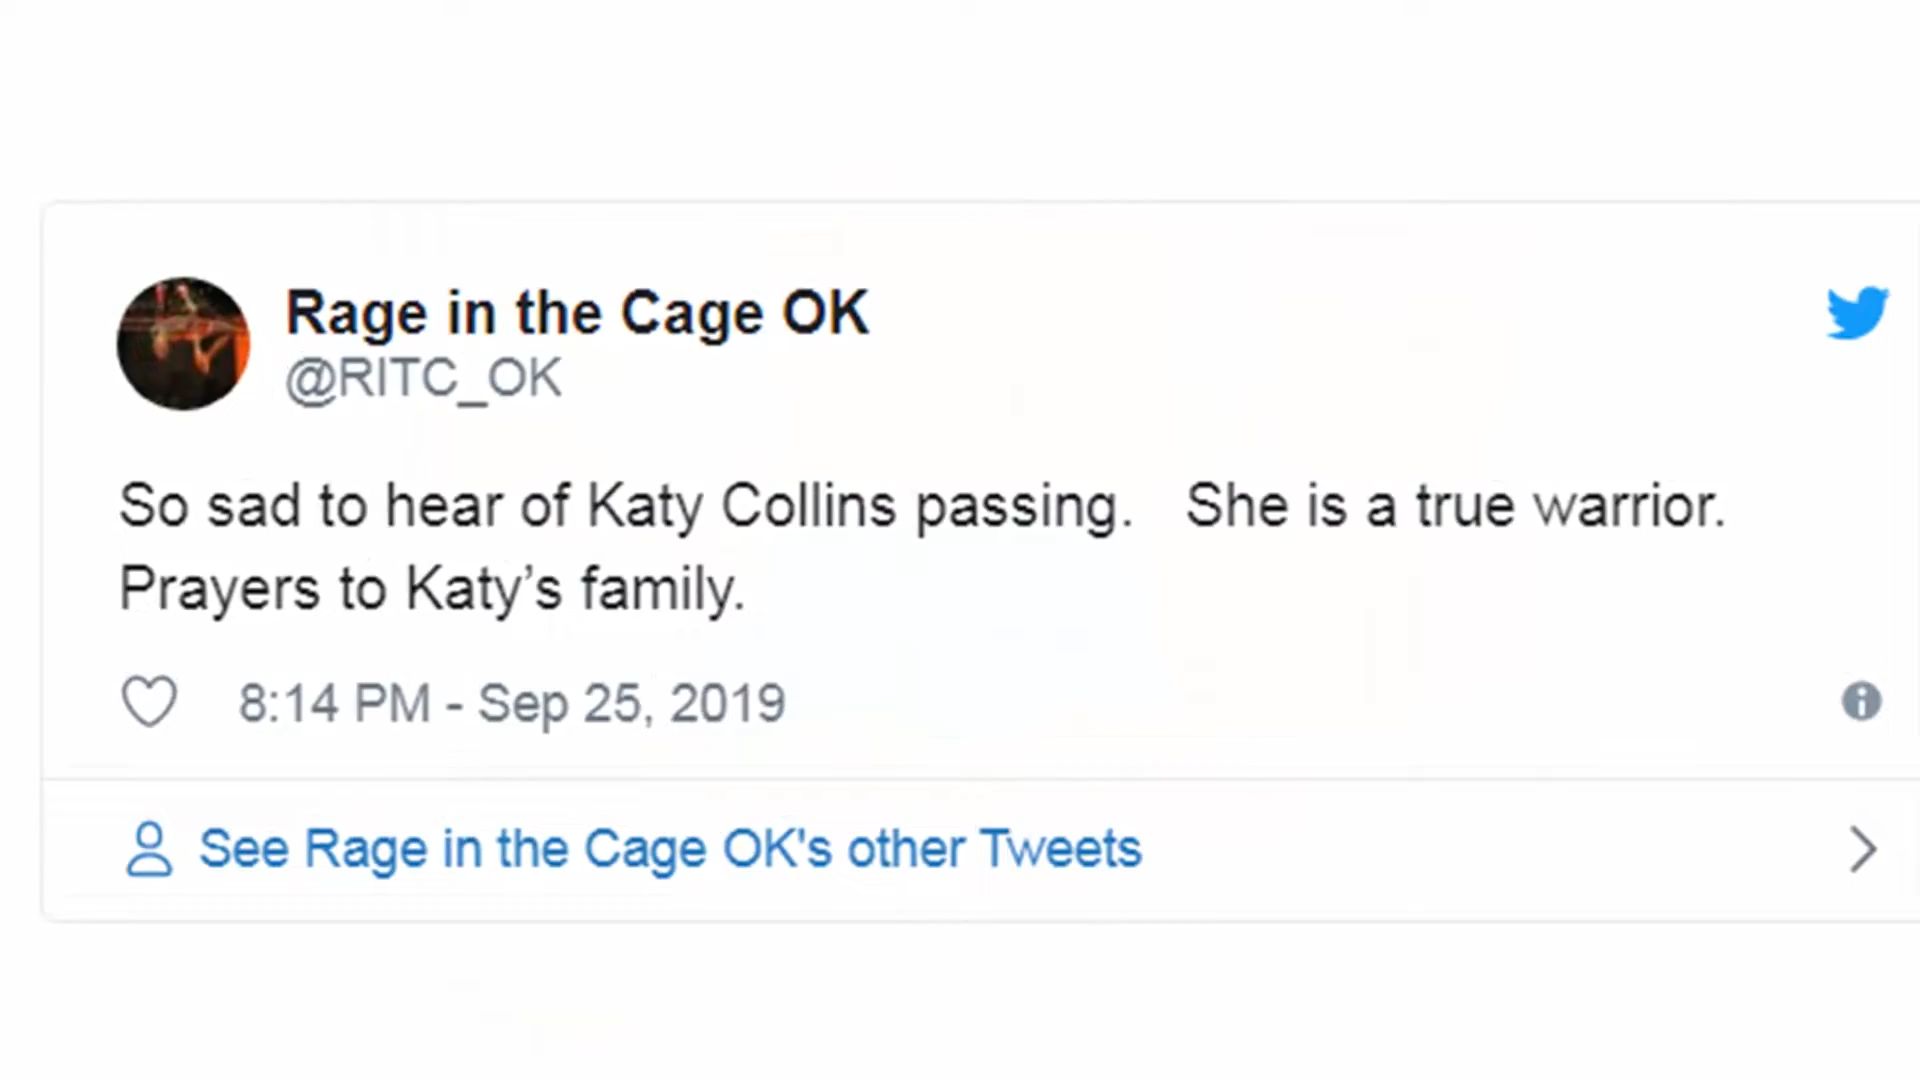 Rage in the Cage OK
@RITC_OK
So sad to hear of Katy Collins passing.   She is a true warrior.
Prayers to Katy’s family.
8:14 PM - Sep 25, 2019
See Rage in the Cage OK's other Tweets